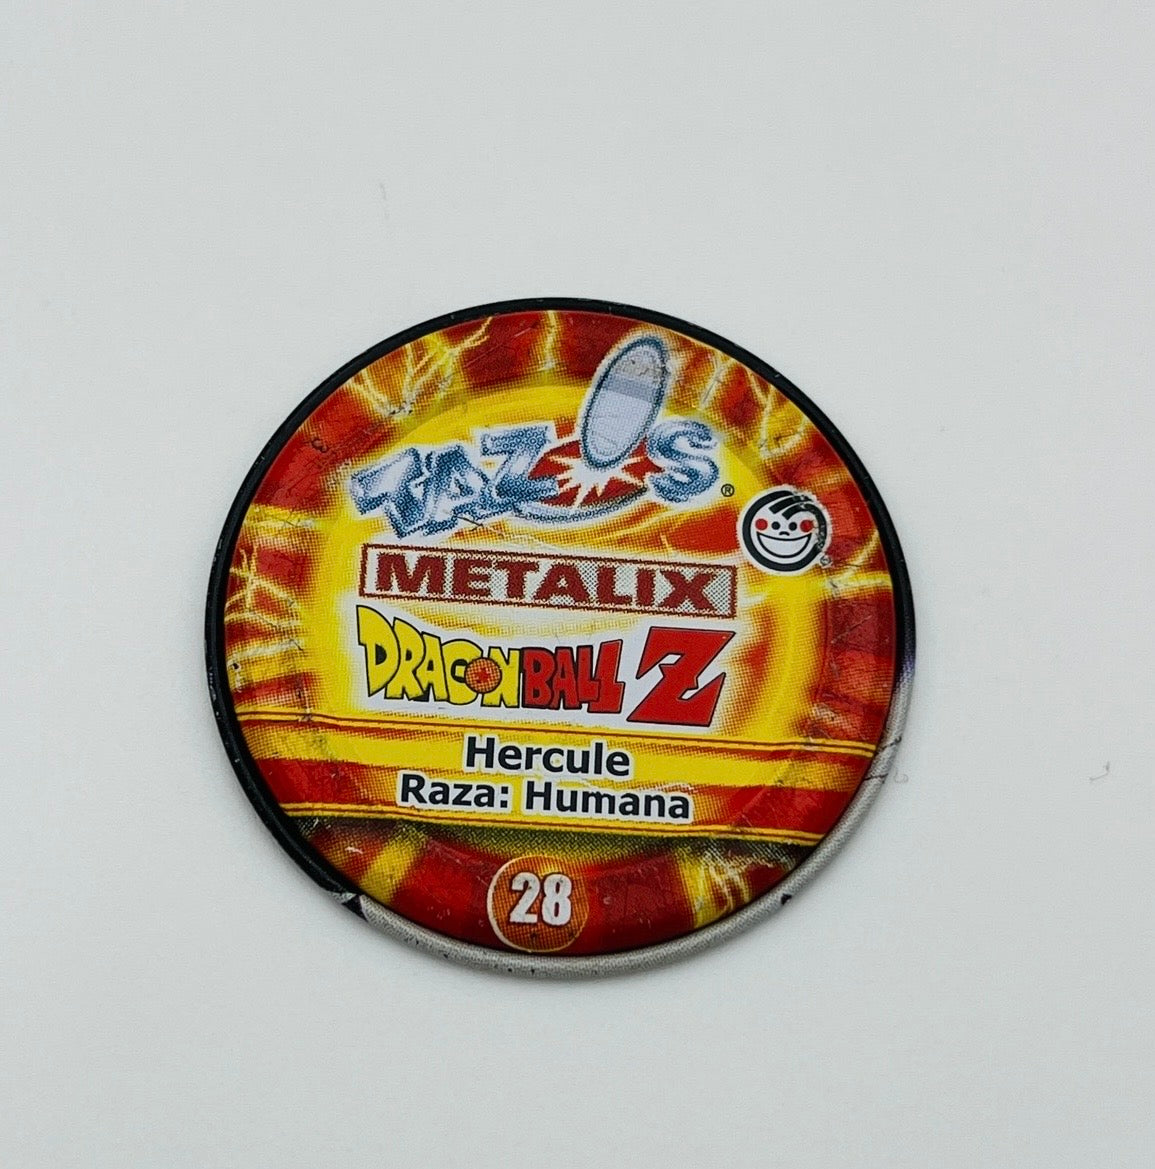 TAZOS®
METALIX
DRAGON BALL Z
Hercule
Raza: Humana
28